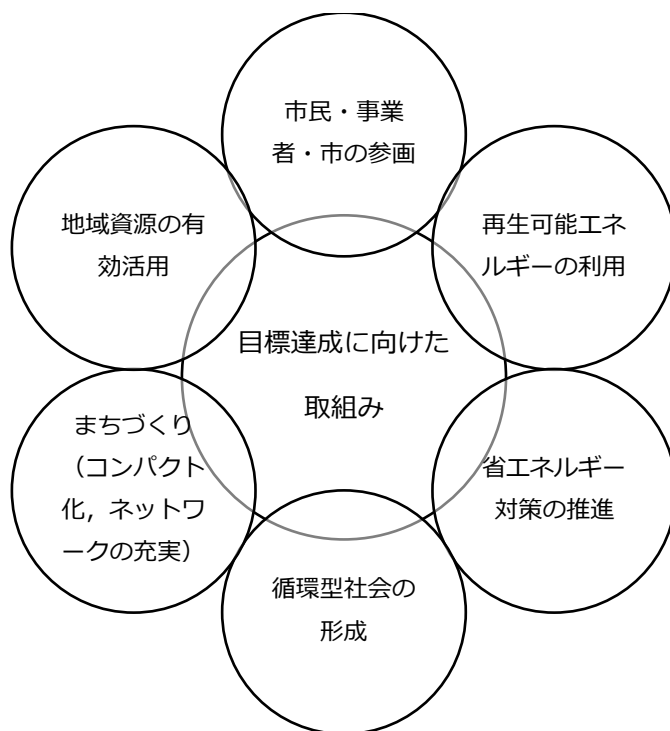 市民・事業
者・市の参画
地域資源の有
効活用
再生可能エネ
ルギーの利用
目標達成に向けた
取組み
まちづくり
（コンパクト
化，ネットワ
ークの充実）
省エネルギー
対策の推進
循環型社会の
形成